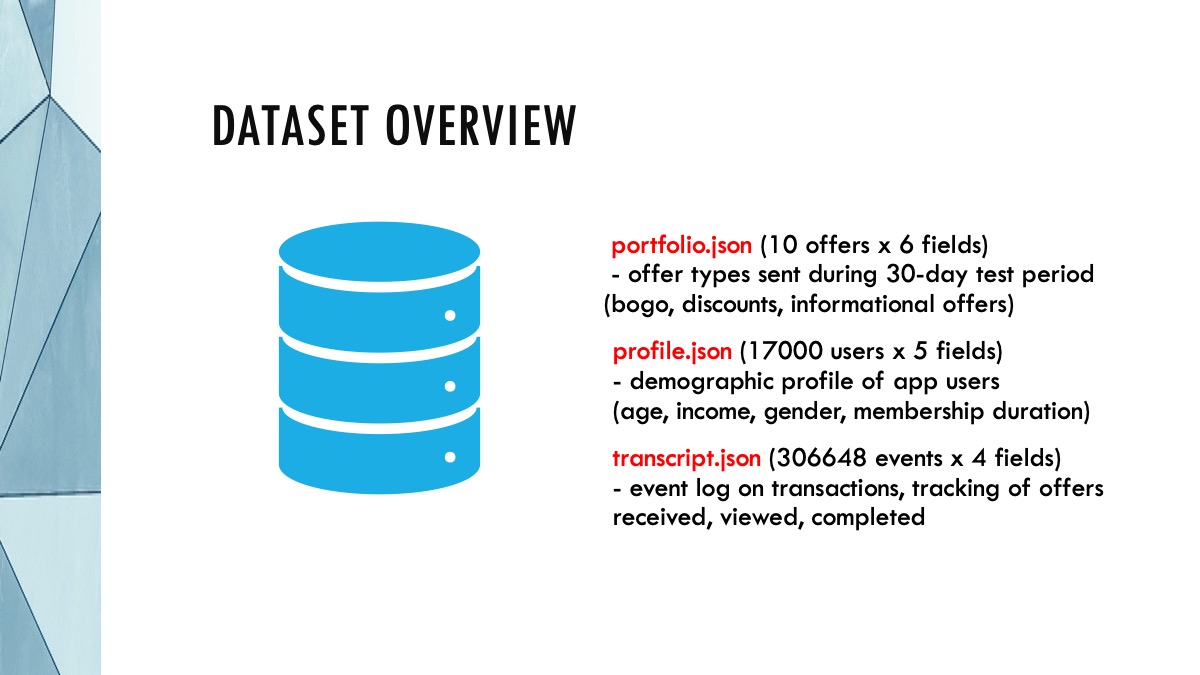 DATASET OVERVIEW
portfolio.json (10 offers x 6 fields)
- offer types sent during 30-day test period
(bogo, discounts, informational offers)
profile.json (17000 users x 5 fields)
- demographic profile of app users
(age, income, gender, membership duration)
transcript.json (306648 events x 4 fields)
- event log on transactions, tracking of offers
received, viewed, completed